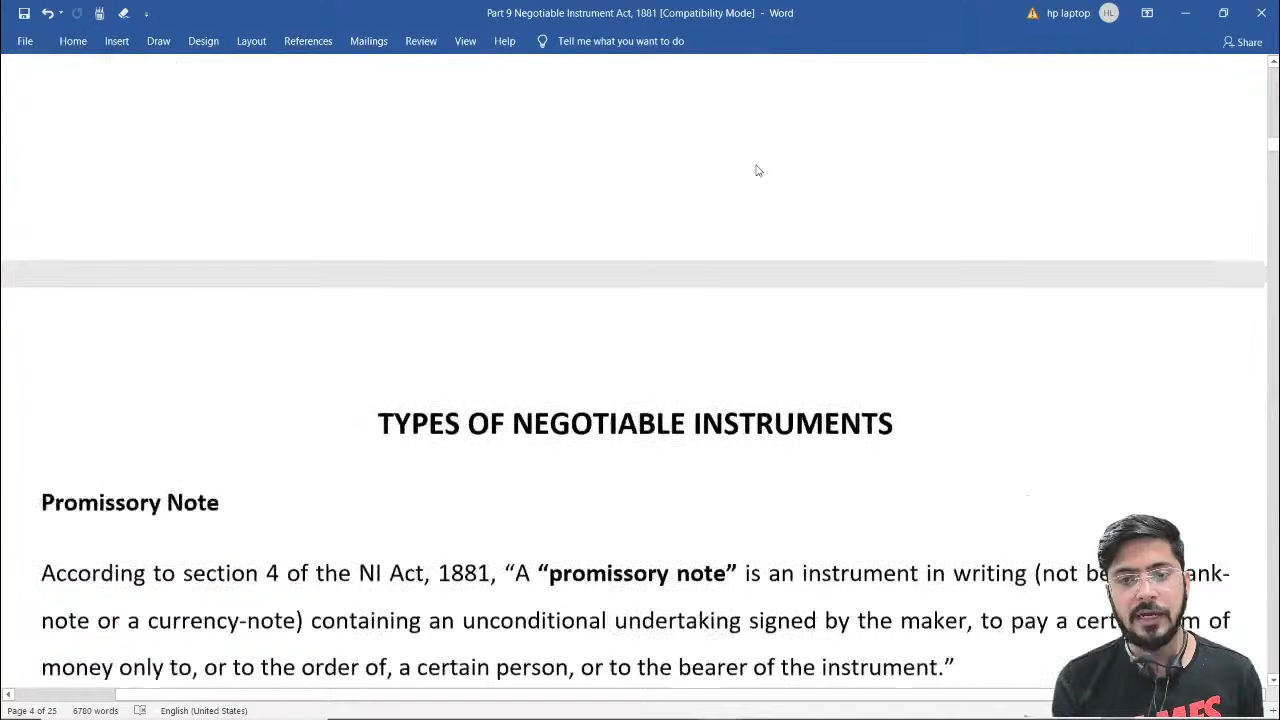 Part 9 Negotiable Instrument Act, 1881 [Compatibility Mode] - Word
hp laptop
HL
File Home Insert Draw Design Layout References Mailings Review View Help Tell me what you want to do
Share
TYPES OF NEGOTIABLE INSTRUMENTS
Promissory Note
According to section 4 of the NI Act, 1881, “A “promissory note” is an instrument in writing (not
note or a currency-note) containing an unconditional undertaking signed by the maker, to pay a of
money only to, or to the order of, a certain person, or to the bearer of the instrument.”
Page 4 of 25 6780 words English (United States)